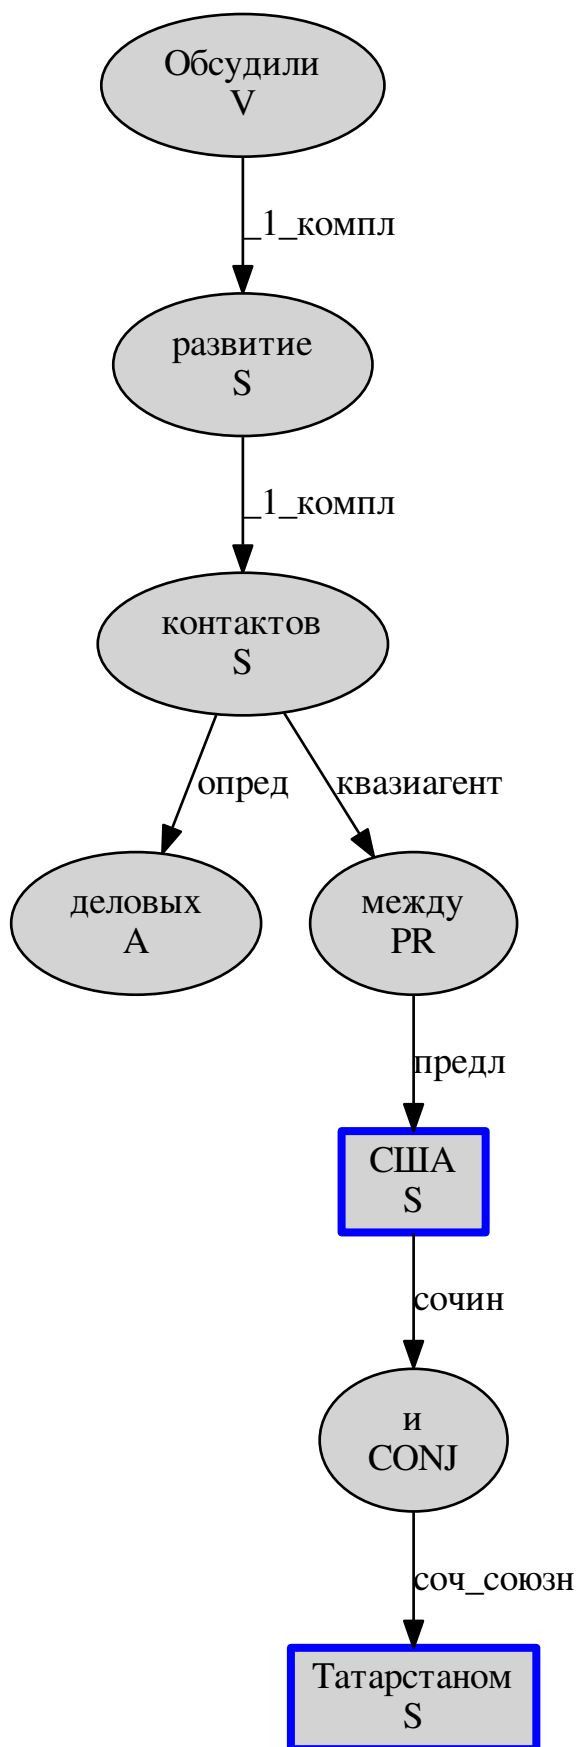 Обсудили
V
_1_компл
развитие
S
_1_компл
контактов
S
опред
квазиагент
деловых
A
между
PR
предл
США
S
сочин
и
CONJ
соч_союзн
Татарстаном
S